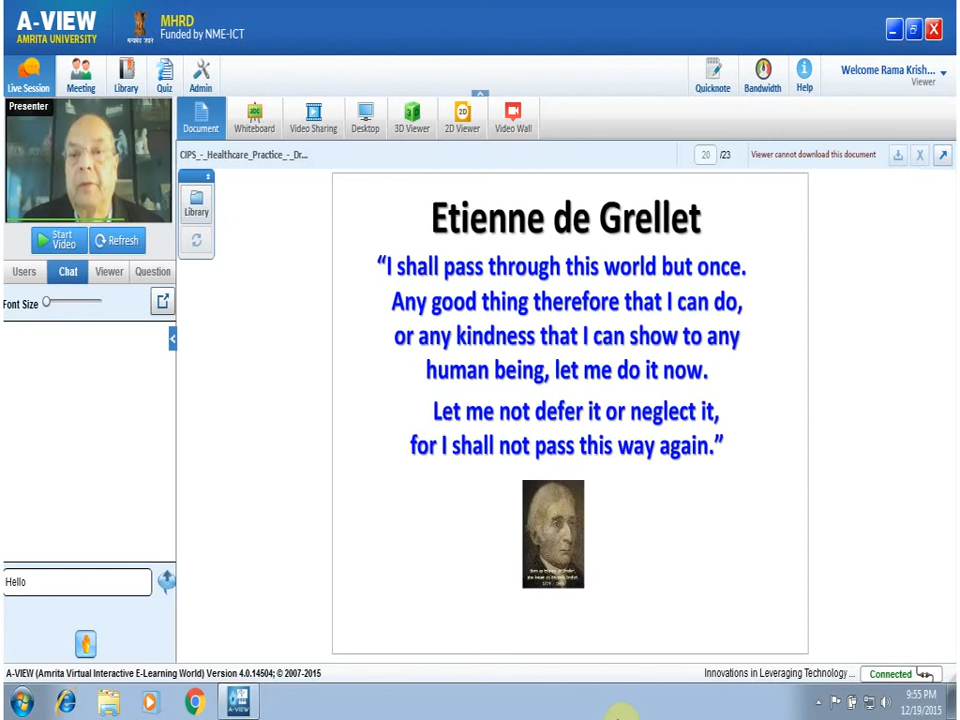 A-VIEW
AMRITA UNIVERSITY
MHRD
Funded by NME-ICT
Live Session
Meeting
Library
Quiz
Admin
Quicknote
Bandwidth
Help
Welcome Rama Krish...
Viewer
Presenter
Document
Whiteboard
Video Sharing
Desktop
3D Viewer
2D Viewer
Video Wall
CIPS_-_Healthcare_Practice_-_Dr...
20 /23
Viewer cannot download this document
Library
Start Video
Refresh
Users
Chat
Viewer
Question
Font Size
Etienne de Grellet
“I shall pass through this world but once.
Any good thing therefore that I can do,
or any kindness that I can show to any
human being, let me do it now.
Let me not defer it or neglect it,
for I shall not pass this way again.”
Hello
A-VIEW (Amrita Virtual Interactive E-Learning World) Version 4.0.14504; © 2007-2015
Innovations in Leveraging Technology ...
Connected
A-VIEW
9:55 PM
12/19/2015